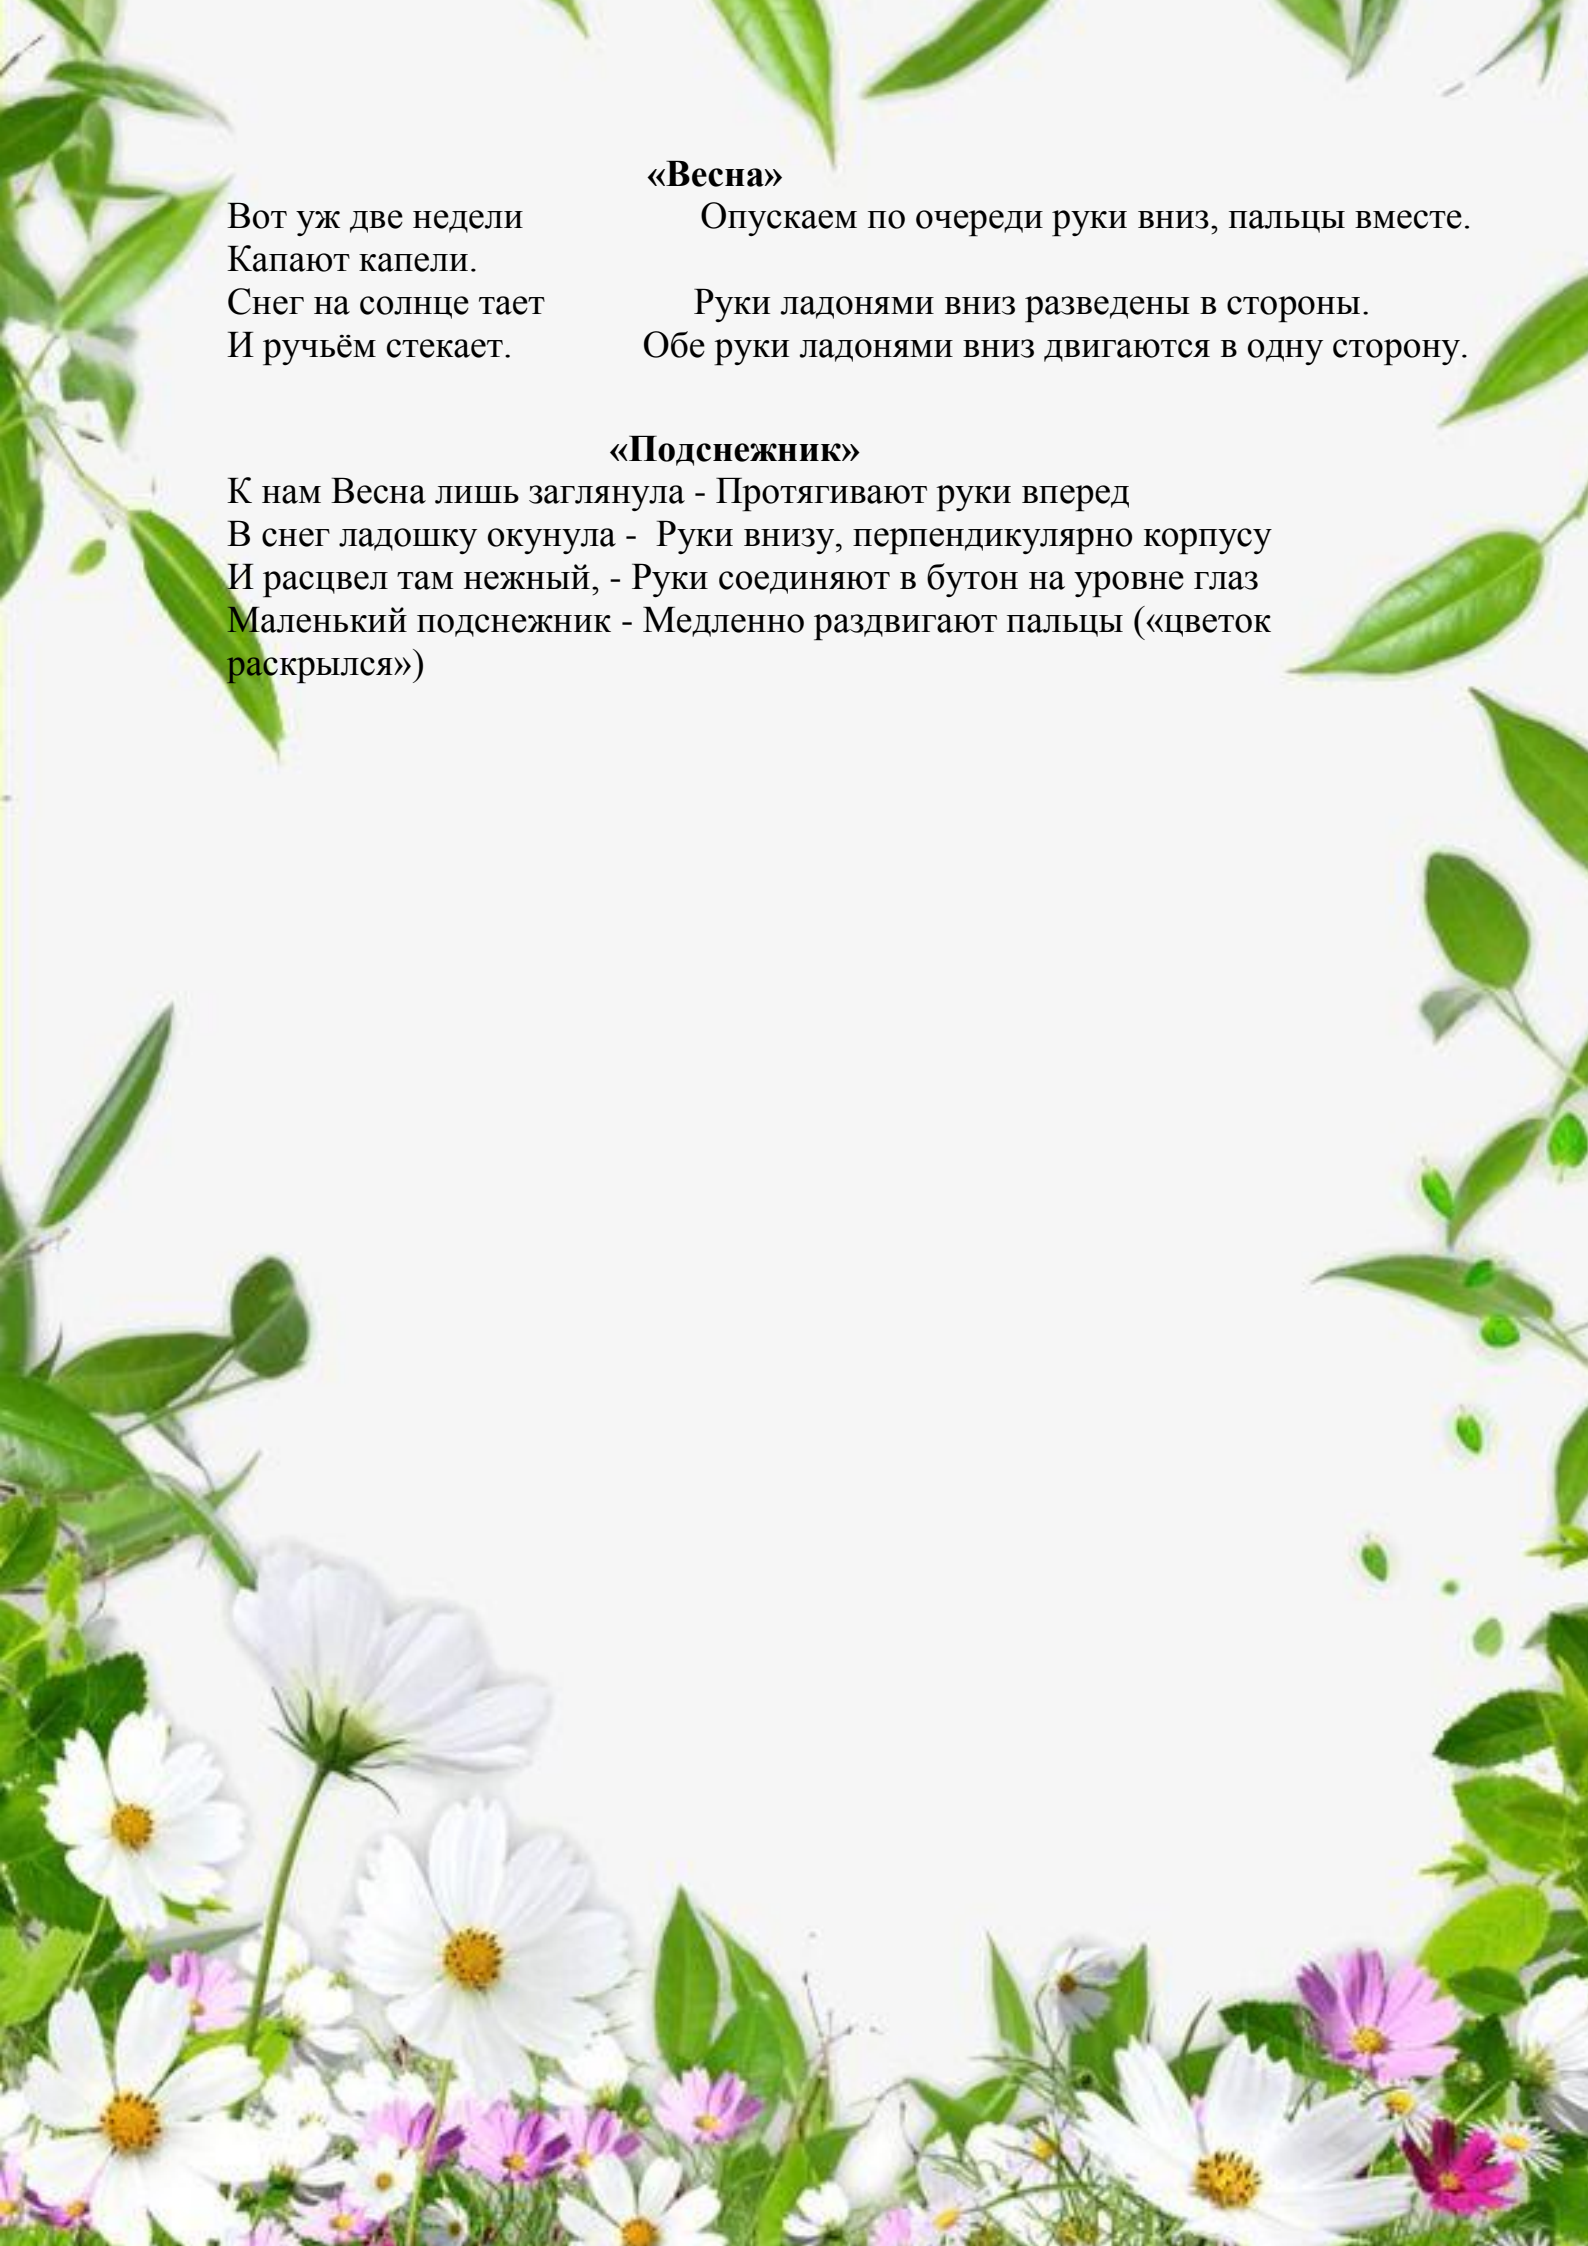 «Весна»
Вот уж две недели Опускаем по очереди руки вниз, пальцы вместе.
Капают капели.
Снег на солнце тает Руки ладонями вниз разведены в стороны.
И ручьём стекает. Обе руки ладонями вниз двигаются в одну сторону.
«Подснежник»
К нам Весна лишь заглянула - Протягивают руки вперед
В снег ладошку окунула - Руки внизу, перпендикулярно корпусу
И расцвел там нежный, - Руки соединяют в бутон на уровне глаз
Маленький подснежник - Медленно раздвигают пальцы («цветок
раскрылся»)